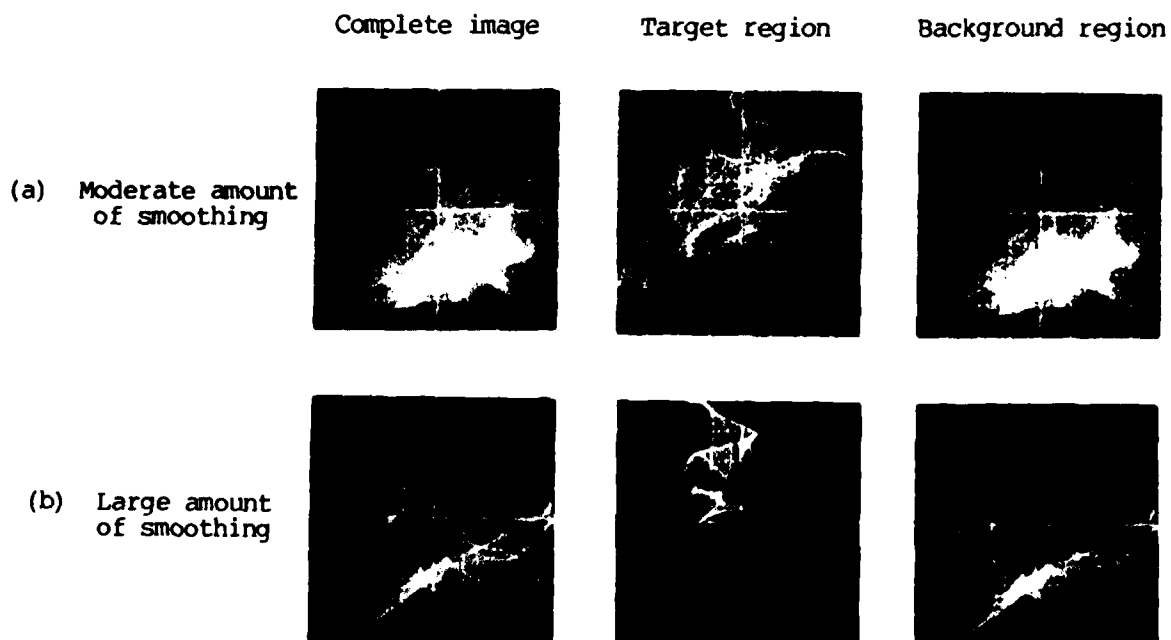 Complete image Target region Background region
(a) Moderate amount
of smoothing
(b) Large amount
of smoothing